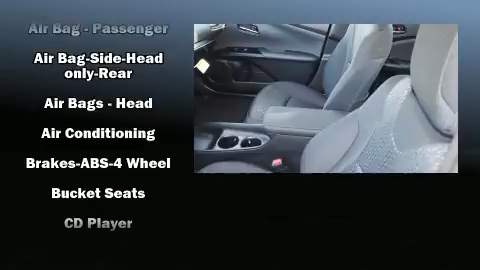 Air Bag - Passenger
Air Bag-Side-Head
only-Rear
Air Bags - Head
Air Conditioning
Brakes-ABS-4 Wheel
Bucket Seats
CD Player